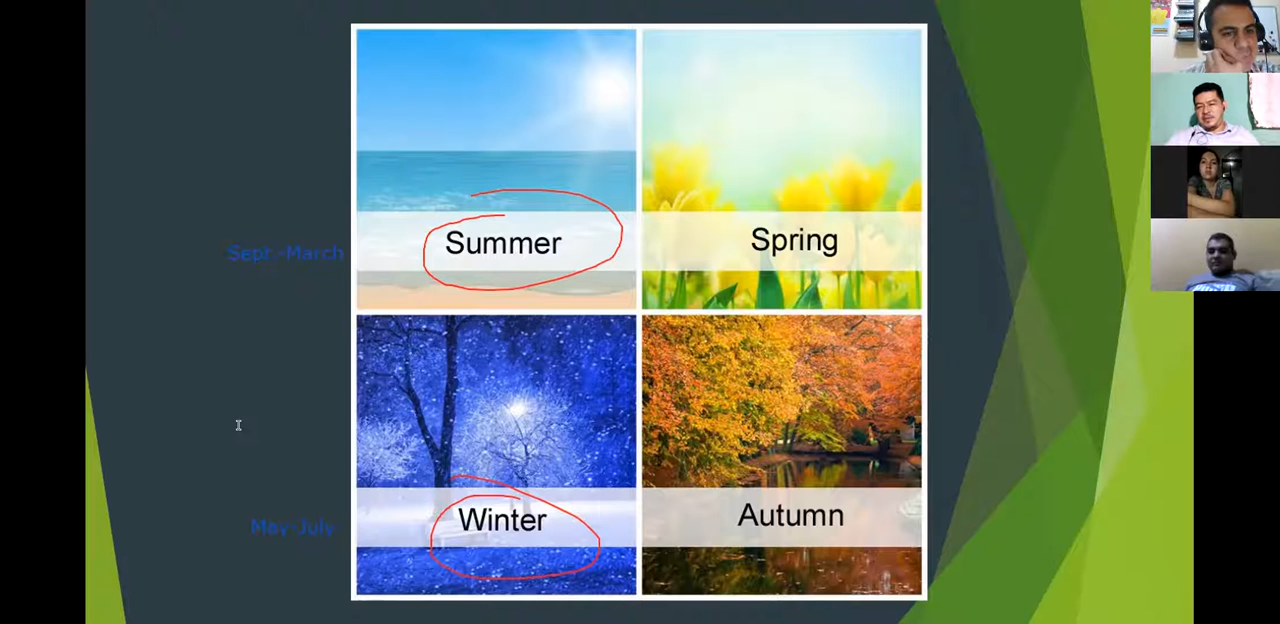 Summer
Spring
Sept.-March
Winter
Autumn
May-July